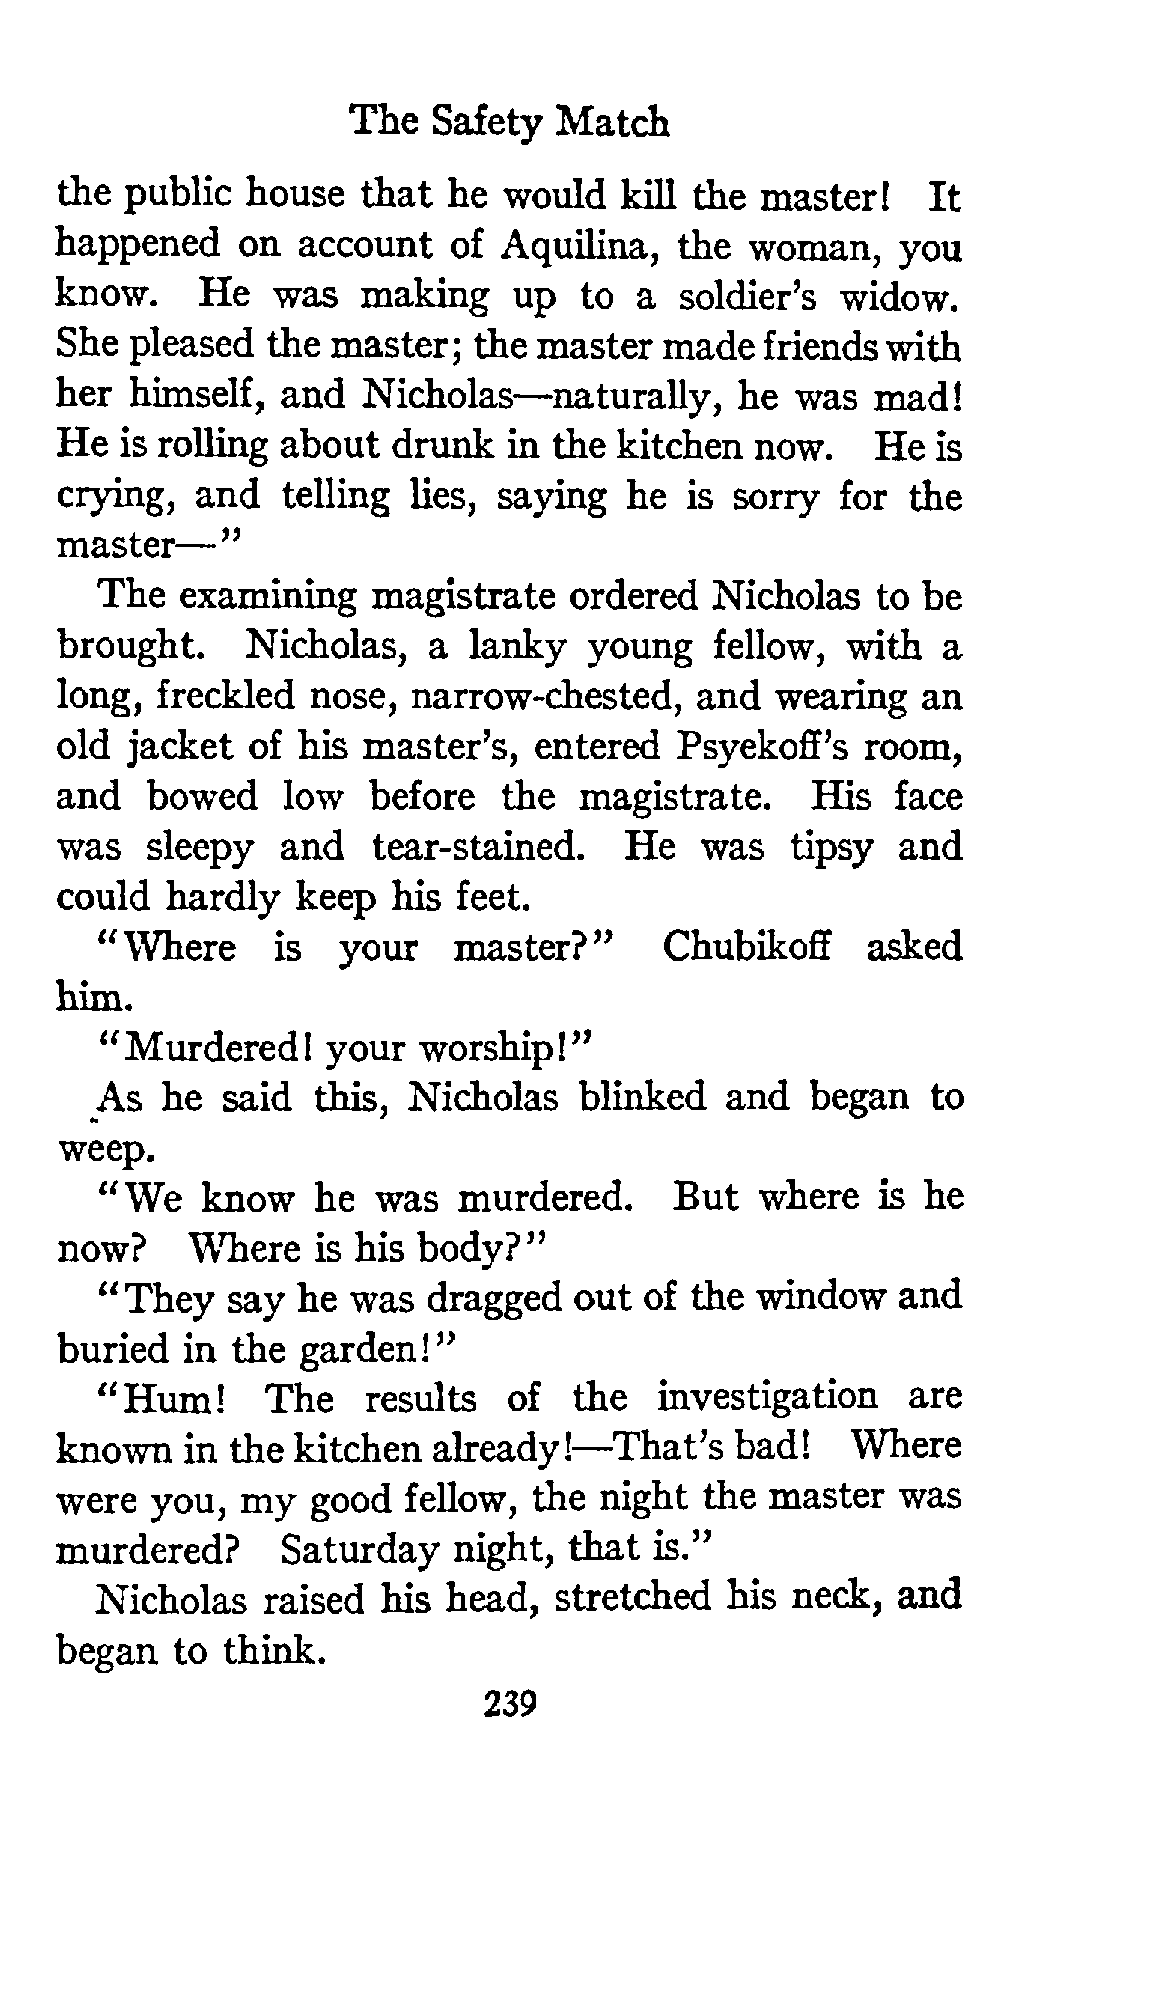 The Safety Match
the public house that he would kill the master! It
happened on account of Aquilina, the woman, you
know. He was making up to a soldier's widow.
She pleased the master; the master made friends with
her himself, and Nicholas—naturally, he was mad!
He is rolling about drunk in the kitchen now. He is
crying, and telling lies, saying he is sorry for the
master—"
The examining magistrate ordered Nicholas to be
brought. Nicholas, a lanky young fellow, with a
long, freckled nose, narrow-chested, and wearing an
old jacket of his master's, entered Psyekoff's room,
and bowed low before the magistrate. His face
was sleepy and tear-stained. He was tipsy and
could hardly keep his feet.
"Where is your master?" Chubikoff asked
him.
"Murdered! your worship!"
As he said this, Nicholas blinked and began to
weep.
"We know he was murdered. But where is he
now? Where is his body?"
"They say he was dragged out of the window and
buried in the garden!"
"Hum! The results of the investigation are
known in the kitchen already!—That's bad! Where
were you, my good fellow, the night the master was
murdered? Saturday night, that is."
Nicholas raised his head, stretched his neck, and
began to think.
239